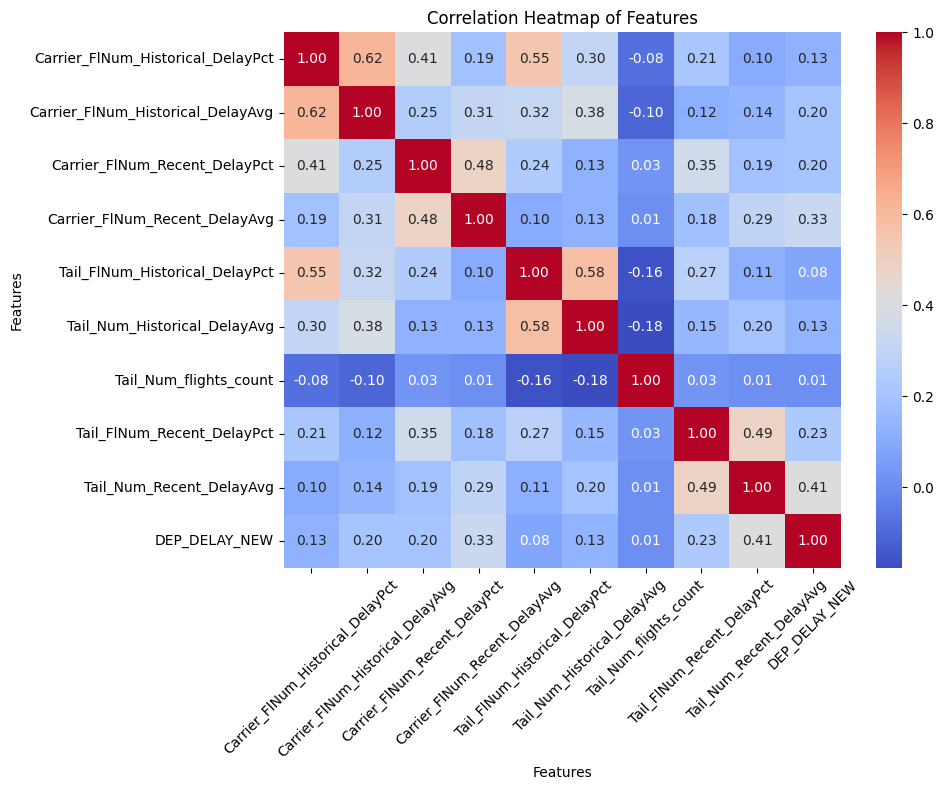 Correlation Heatmap of Features
Features
Carrier_FlNum_Historical_DelayPct 1.00 0.62 0.41 0.19 0.55 0.30 -0.08 0.21 0.10 0.13
Carrier_FlNum_Historical_DelayAvg 0.62 1.00 0.25 0.31 0.32 0.38 -0.10 0.12 0.14 0.20
Carrier_FlNum_Recent_DelayPct 0.41 0.25 1.00 0.48 0.24 0.13 0.03 0.35 0.19 0.20
Carrier_FlNum_Recent_DelayAvg 0.19 0.31 0.48 1.00 0.10 0.13 0.01 0.18 0.29 0.33
Tail_FlNum_Historical_DelayPct 0.55 0.32 0.24 0.10 1.00 0.58 -0.16 0.27 0.11 0.08
Tail_Num_Historical_DelayAvg 0.30 0.38 0.13 0.13 0.58 1.00 -0.18 0.15 0.20 0.13
Tail_Num_flights_count -0.08 -0.10 0.03 0.01 -0.16 -0.18 1.00 0.03 0.01 0.01
Tail_FlNum_Recent_DelayPct 0.21 0.12 0.35 0.18 0.27 0.15 0.03 1.00 0.49 0.23
Tail_Num_Recent_DelayAvg 0.10 0.14 0.19 0.29 0.11 0.20 0.01 0.49 1.00 0.41
DEP_DELAY_NEW 0.13 0.20 0.20 0.33 0.08 0.13 0.01 0.23 0.41 1.00
Carrier_FlNum_Historical_DelayPct
Carrier_FlNum_Historical_DelayAvg
Carrier_FlNum_Recent_DelayPct
Carrier_FlNum_Recent_DelayAvg
Tail_FlNum_Historical_DelayPct
Tail_Num_Historical_DelayAvg
Tail_Num_flights_count
Tail_FlNum_Recent_DelayPct
Tail_Num_Recent_DelayAvg
DEP_DELAY_NEW
Features
1.0
0.8
0.6
0.4
0.2
0.0